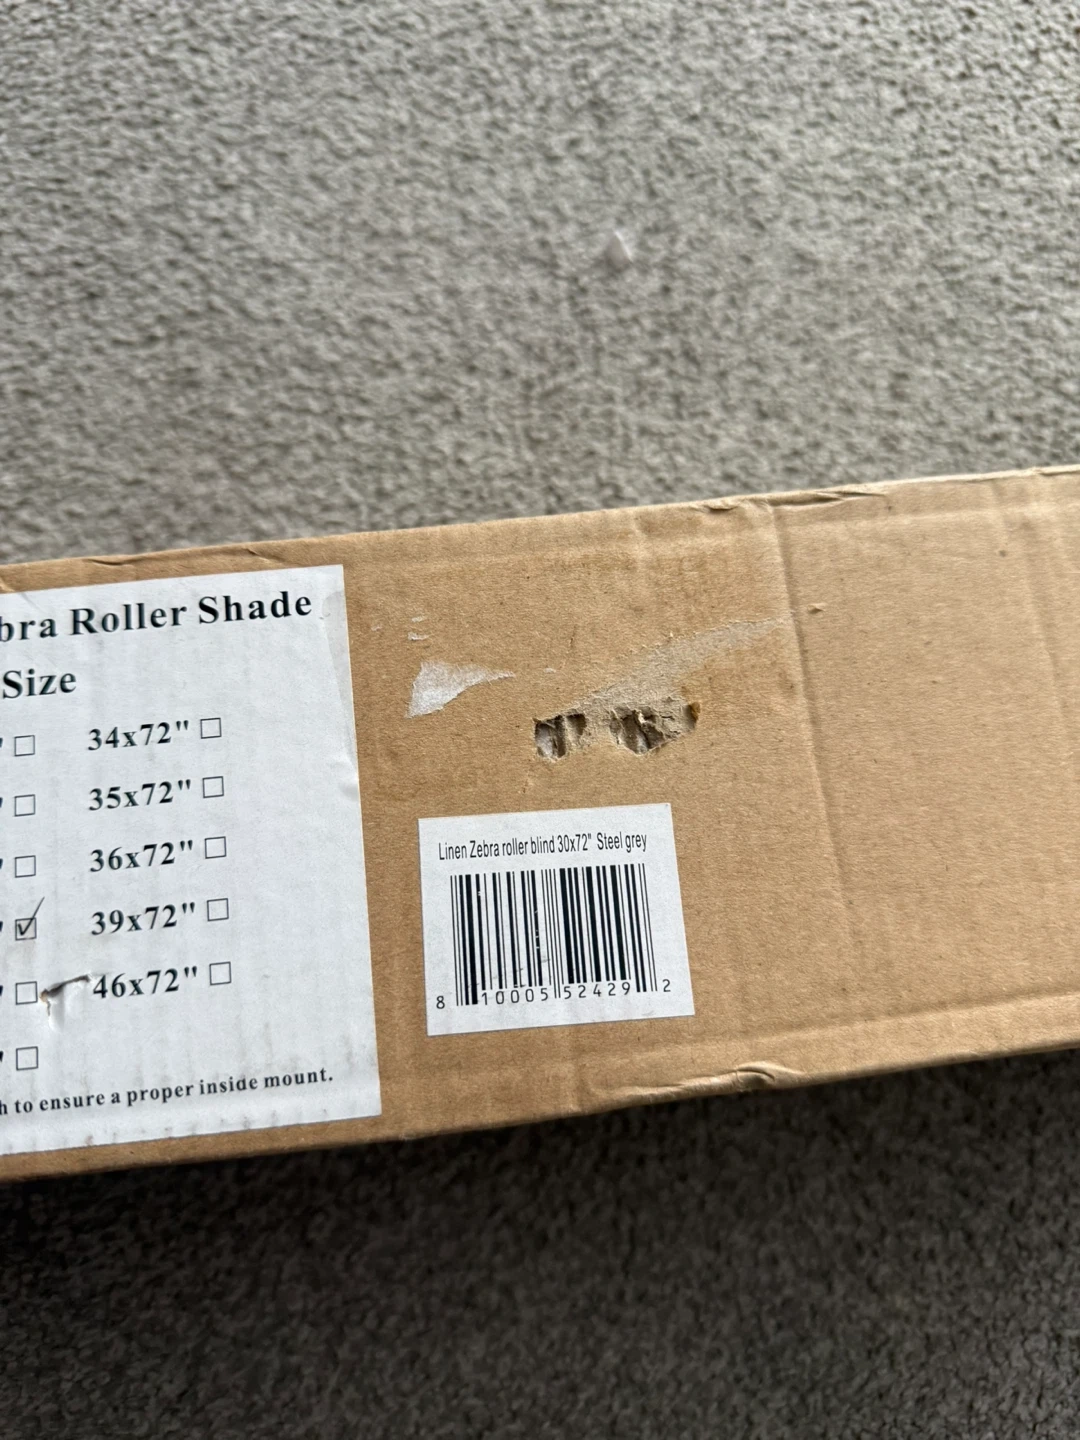 Roller Shade
Size
34x72"
35x72"
36x72"
39x72"
46x72"
to ensure a proper inside mount.
Linen Zebra roller blind 30x72" Steel grey
8 10005 52429 2